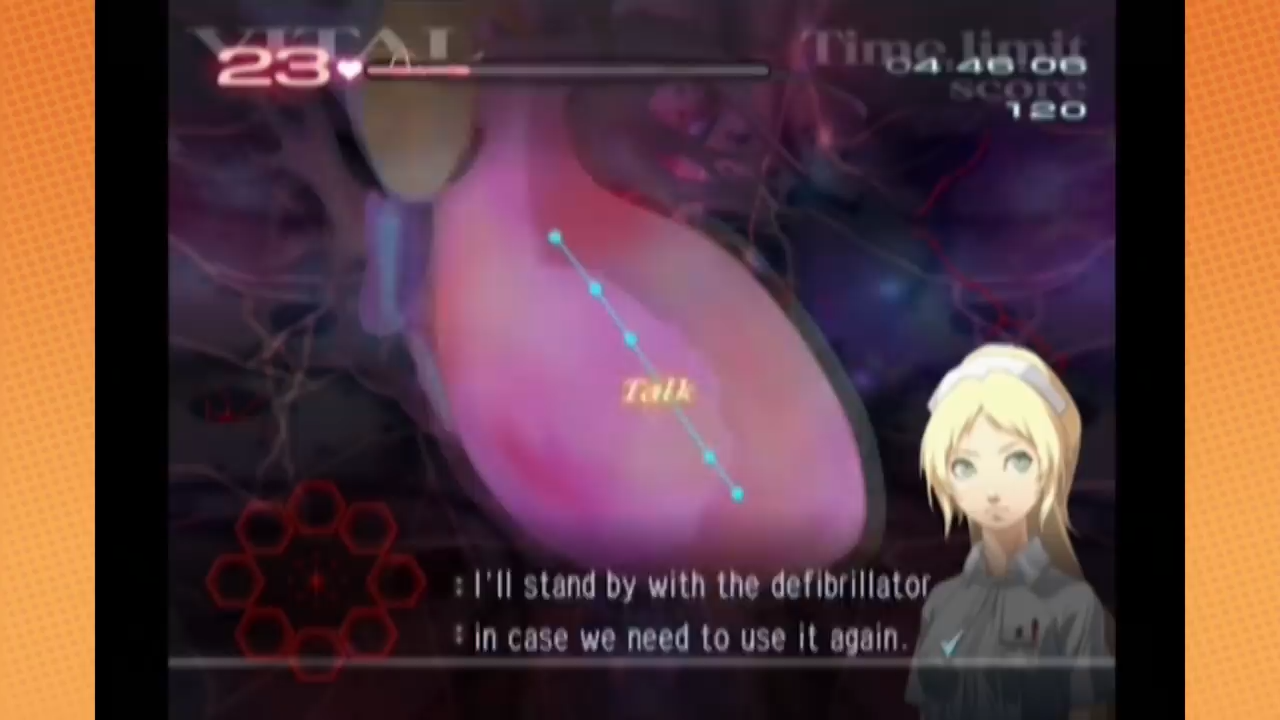 VITAL
23
Time limit
04:46:06
score
120
Talk
: I'll stand by with the defibrillator
: in case we need to use it again.